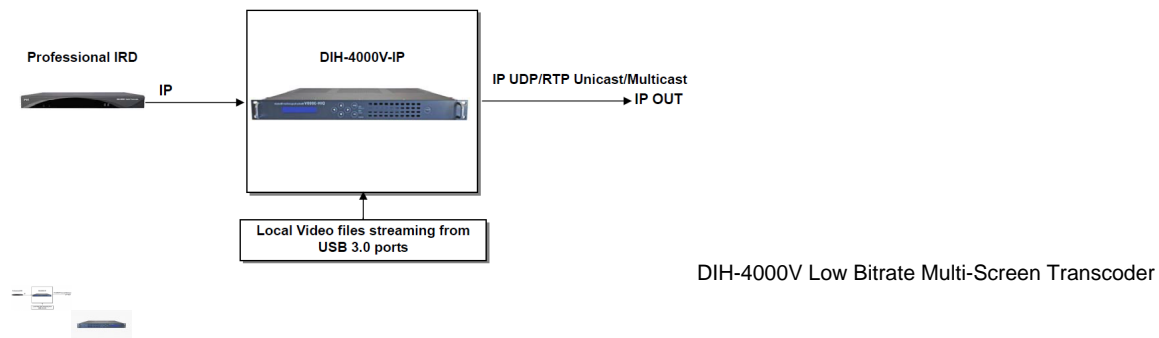 Professional IRD
DIH-4000V-IP
IP
IP UDP/RTP Unicast/Multicast
IP OUT
Local Video files streaming from
USB 3.0 ports
DIH-4000V Low Bitrate Multi-Screen Transcoder